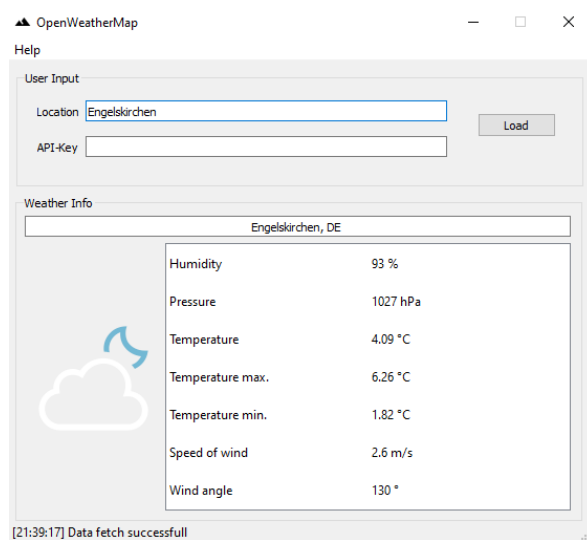 OpenWeatherMap
Help
User Input
Location Engelskirchen
Load
API-Key
Weather Info
Engelskirchen, DE
Humidity 93 %
Pressure 1027 hPa
Temperature 4.09 °C
Temperature max. 6.26 °C
Temperature min. 1.82 °C
Speed of wind 2.6 m/s
Wind angle 130 °
[21:39:17] Data fetch successfull